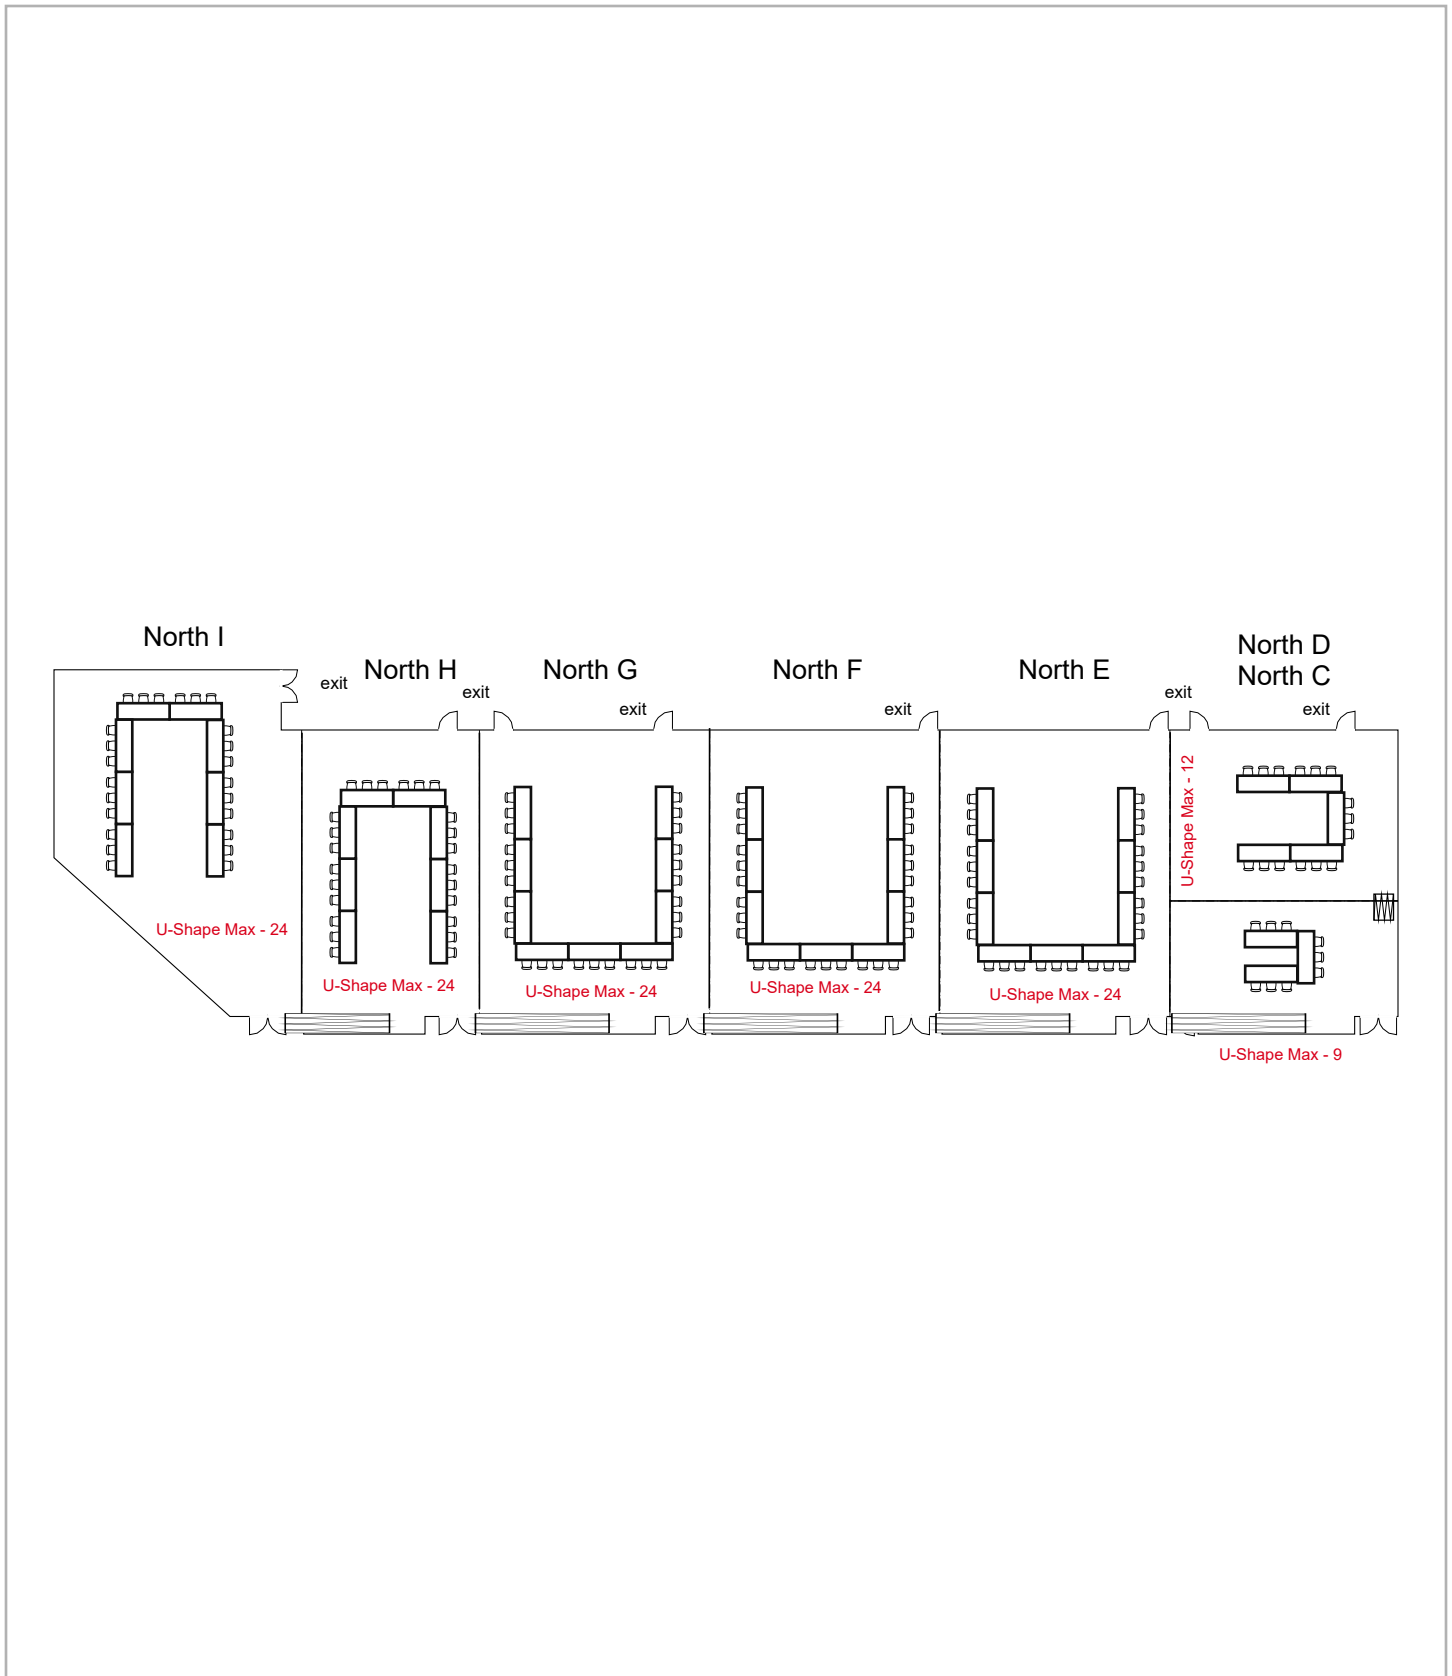 North I
North H
North G
North F
North E
North D
North C
exit
exit
exit
exit
exit
exit
U-Shape Max - 24
U-Shape Max - 24
U-Shape Max - 24
U-Shape Max - 24
U-Shape Max - 24
U-Shape Max - 12
U-Shape Max - 9